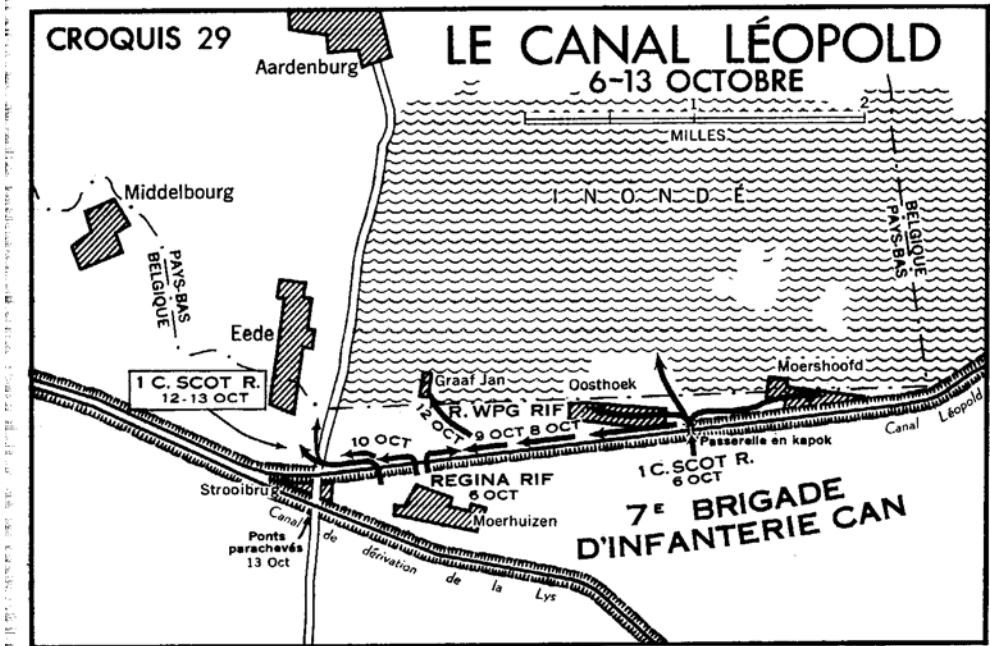 CROQUIS 29
LE CANAL LÉOPOLD
6-13 OCTOBRE
Aardenburg
1
2
MILLES
INONDÉ
Middelbourg
PAYS-BAS
BELGIQUE
BELGIQUE
PAYS-BAS
Eede
1 C. SCOT R.
12-13 OCT
Graaf Jan
Oosthoek
Moershoofd
R. WPG RIF
12 OCT
9 OCT
8 OCT
10 OCT
Passerelle en kapok
Canal Léopold
REGINA RIF
6 OCT
1 C. SCOT R.
6 OCT
Strooibrug
Moerhuizen
7E BRIGADE
D'INFANTERIE CAN
Ponts
parachevés
13 Oct
Canal de dérivation de la Lys